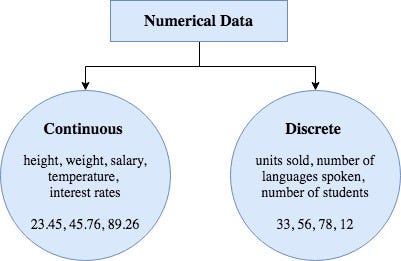 Numerical Data
Continuous
height, weight, salary,
temperature,
interest rates
23.45, 45.76, 89.26
Discrete
units sold, number of
languages spoken,
number of students
33, 56, 78, 12